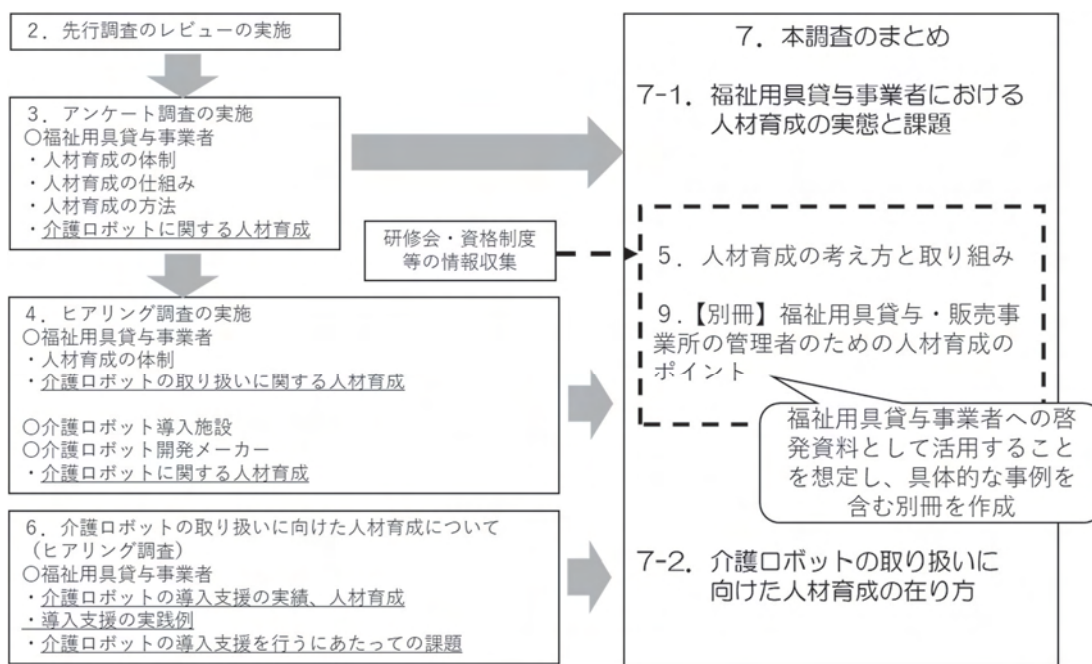 2．先行調査のレビューの実施
3．アンケート調査の実施
○福祉用具貸与事業者
・人材育成の体制
・人材育成の仕組み
・人材育成の方法
・介護ロボットに関する人材育成
研修会・資格制度
等の情報収集
4．ヒアリング調査の実施
○福祉用具貸与事業者
・人材育成の体制
・介護ロボットの取り扱いに関する人材育成
○介護ロボット導入施設
○介護ロボット開発メーカー
・介護ロボットに関する人材育成
6．介護ロボットの取り扱いに向けた人材育成について
（ヒアリング調査）
○福祉用具貸与事業者
・介護ロボットの導入支援の実績、人材育成
・導入支援の実践例
・介護ロボットの導入支援を行うにあたっての課題
7．本調査のまとめ
7-1．福祉用具貸与事業者における
人材育成の実態と課題
5．人材育成の考え方と取り組み
9．【別冊】福祉用具貸与・販売事
業所の管理者のための人材育成の
ポイント
福祉用具貸与事業者への啓
発資料として活用すること
を想定し、具体的な事例を
含む別冊を作成
7-2．介護ロボットの取り扱いに
向けた人材育成の在り方